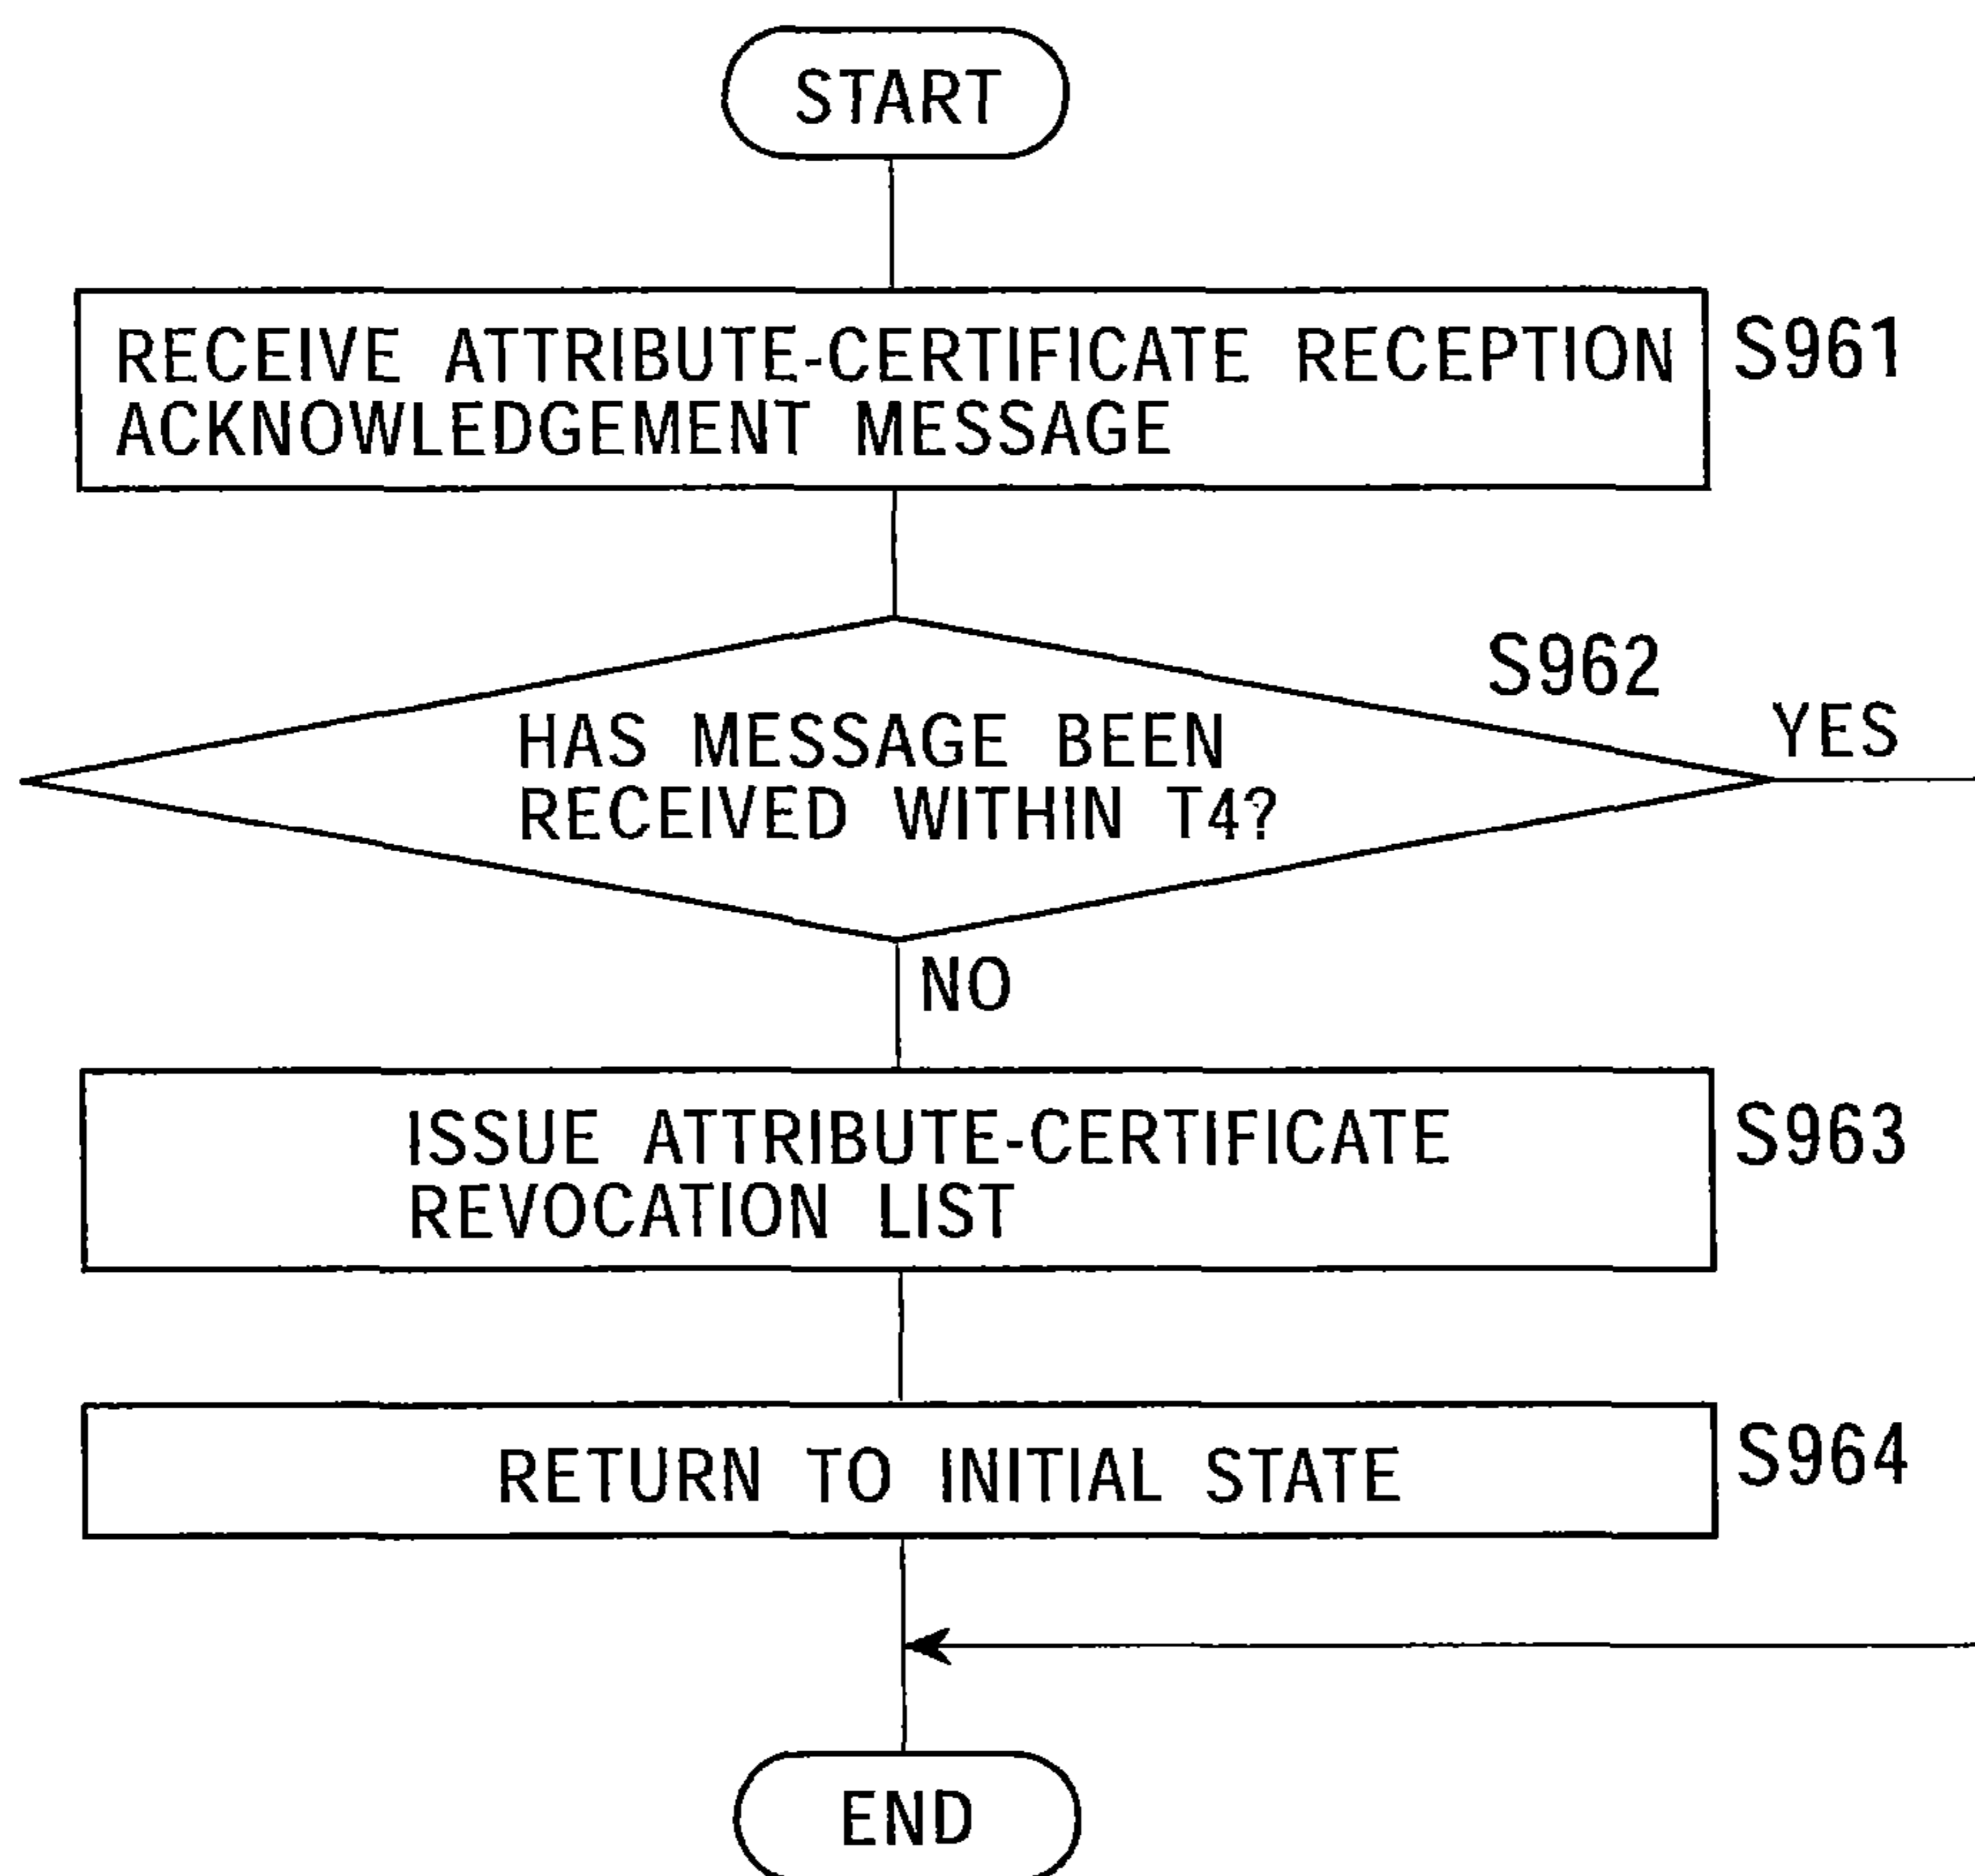 START
RECEIVE ATTRIBUTE-CERTIFICATE RECEPTION
ACKNOWLEDGEMENT MESSAGE
S961
S962
HAS MESSAGE BEEN
RECEIVED WITHIN T4?
YES
NO
ISSUE ATTRIBUTE-CERTIFICATE
REVOCATION LIST
S963
RETURN TO INITIAL STATE
S964
END